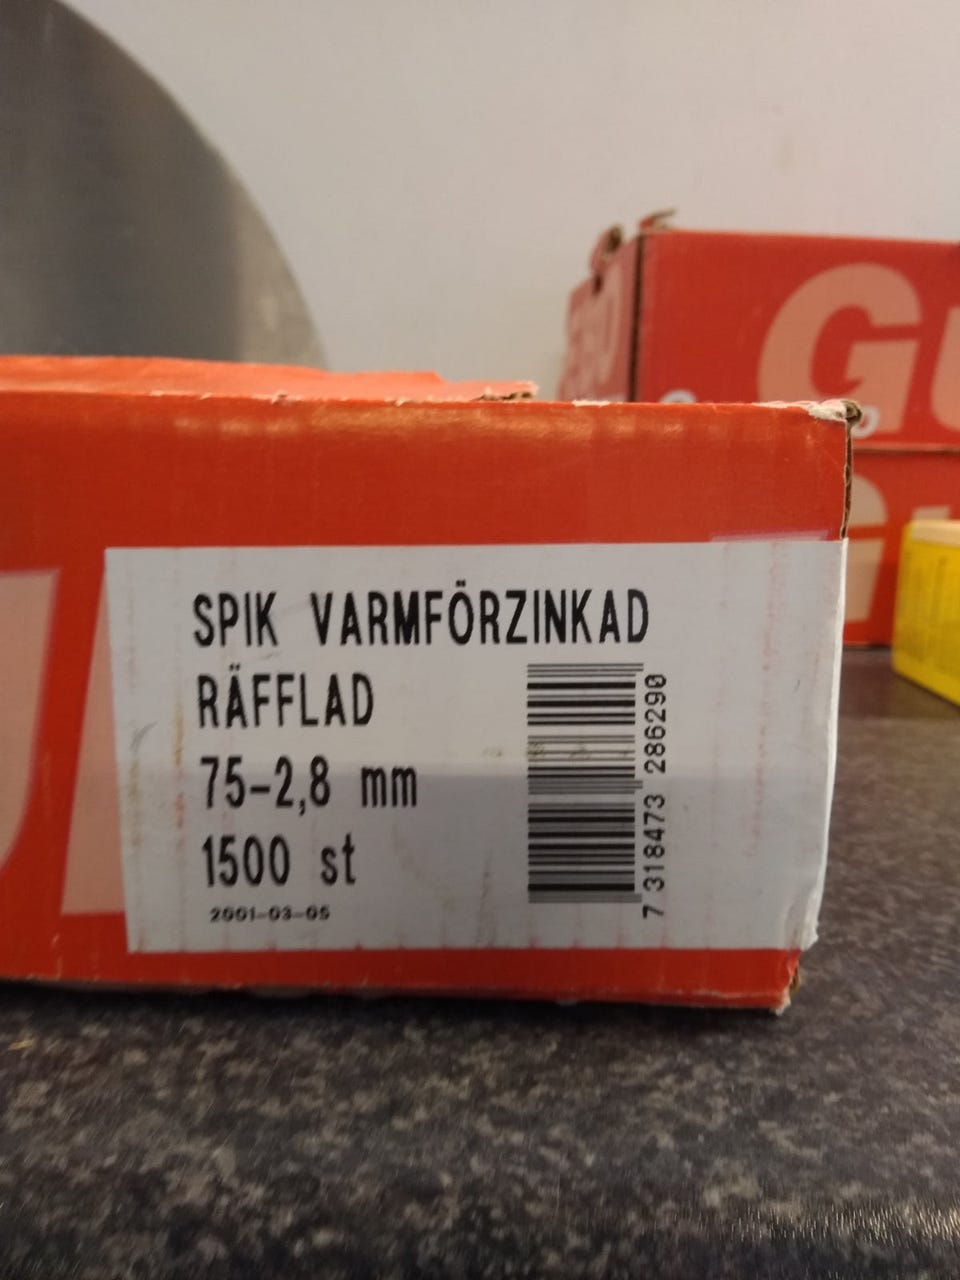 SPIK VARMFÖRZINKAD
RÄFFLAD
75-2,8 mm
1500 st
2001-03-05
7 318473 286290